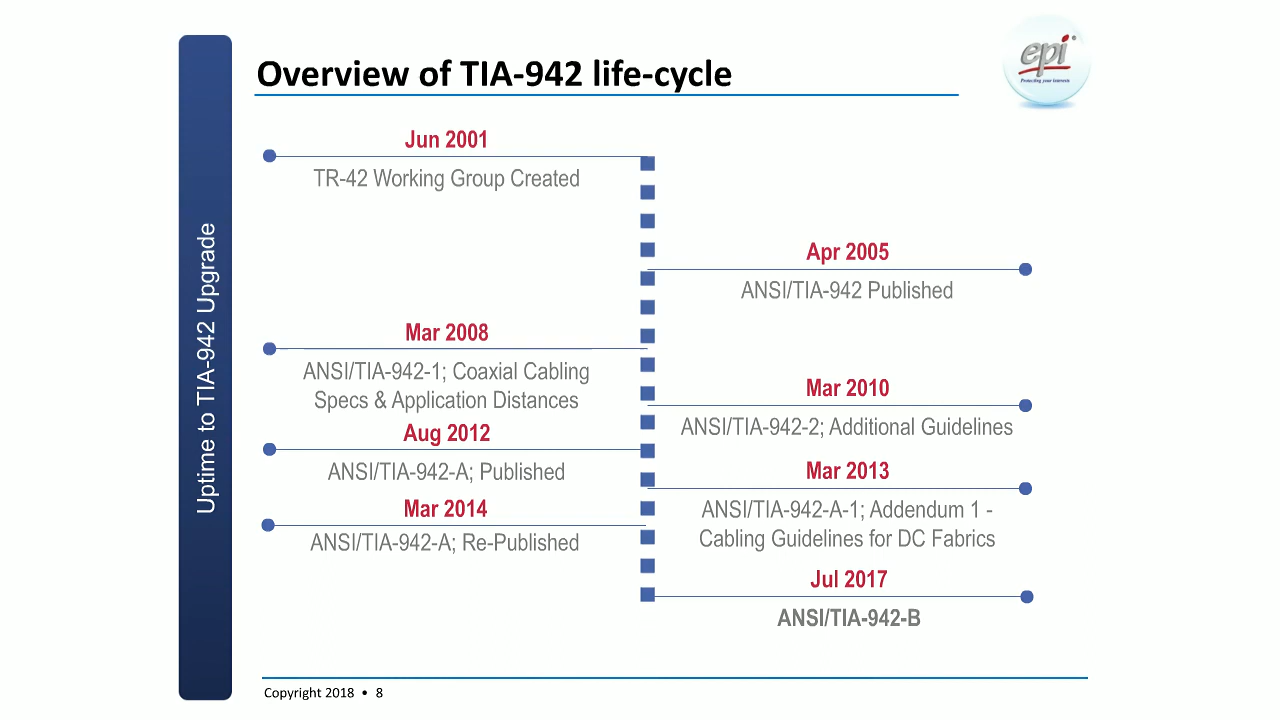 Overview of TIA-942 life-cycle
epi
Protecting your interests
Uptime to TIA-942 Upgrade
Jun 2001
TR-42 Working Group Created
Apr 2005
ANSI/TIA-942 Published
Mar 2008
ANSI/TIA-942-1; Coaxial Cabling
Specs & Application Distances
Mar 2010
ANSI/TIA-942-2; Additional Guidelines
Aug 2012
ANSI/TIA-942-A; Published
Mar 2013
ANSI/TIA-942-A-1; Addendum 1 -
Cabling Guidelines for DC Fabrics
Mar 2014
ANSI/TIA-942-A; Re-Published
Jul 2017
ANSI/TIA-942-B
Copyright 2018 • 8